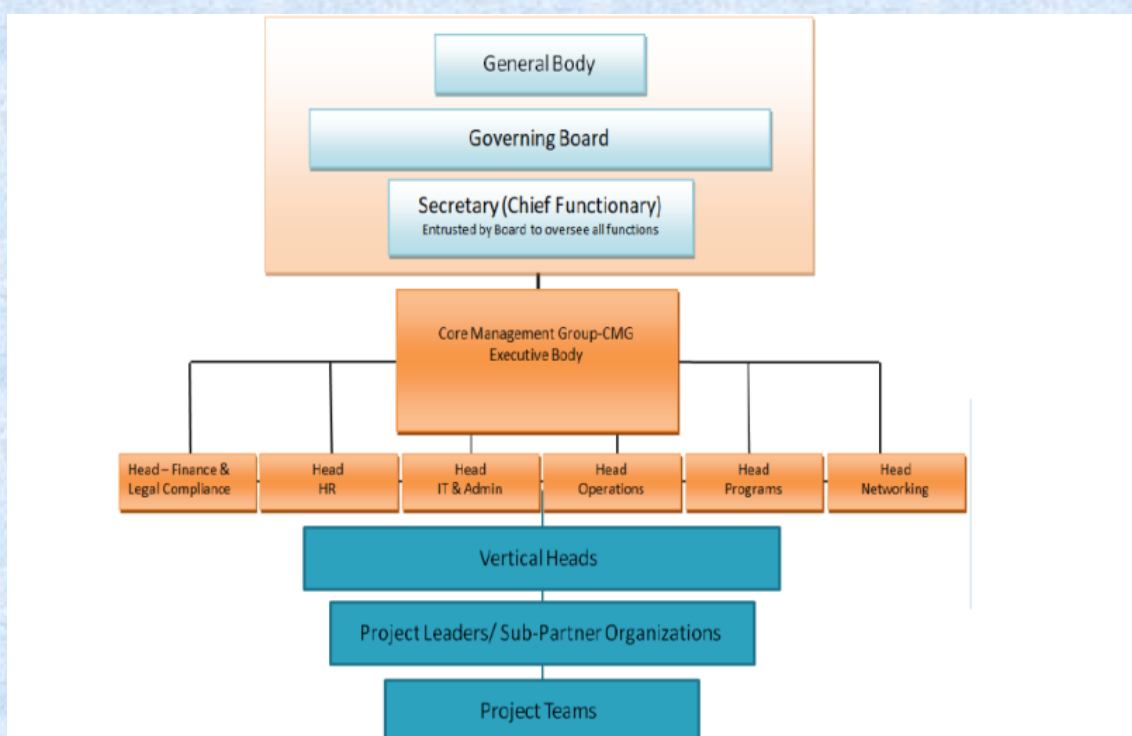 General Body
Governing Board
Secretary (Chief Functionary)
Entrusted by Board to oversee all functions
Core Management Group-CMG
Executive Body
Head – Finance &
Legal Compliance
Head
HR
Head
IT & Admin
Head
Operations
Head
Programs
Head
Networking
Vertical Heads
Project Leaders/ Sub-Partner Organizations
Project Teams